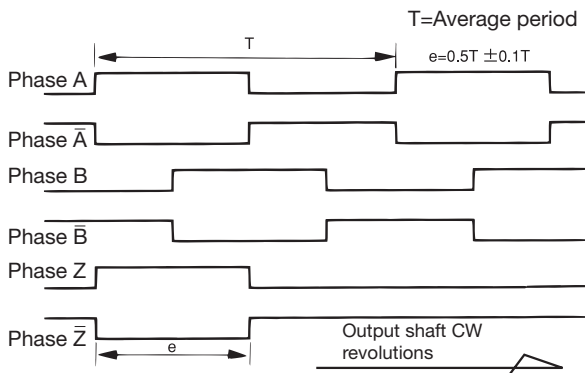 T=Average period
T
e=0.5T ±0.1T
Phase A
Phase A̅
Phase B
Phase B̅
Phase Z
Phase Z̅
e
Output shaft CW
revolutions